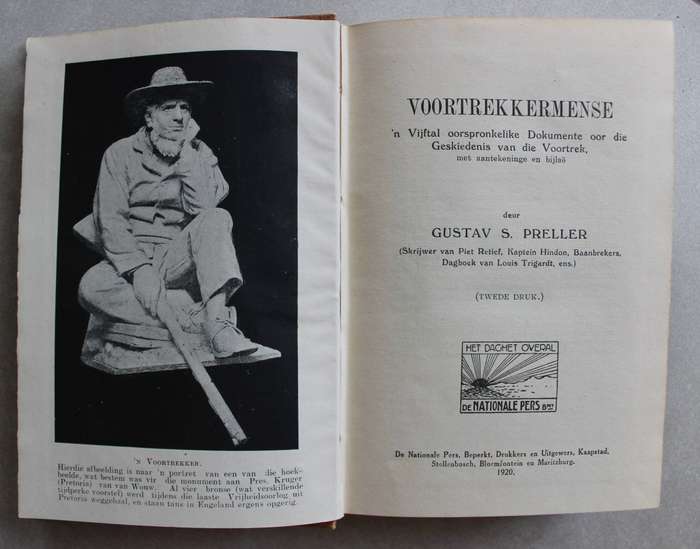 'n VOORTREKKER.
Hierdie afbeelding is naar 'n portret van een van die hoek-
beelde, wat bestem was vir die monument aan Pres. Kruger
(Pretoria) van van Wouw. Al vier bronse (wat verskillende
tijdperke voorstel) werd tijdens die laaste Vrijheidsoorlog uit
Pretoria weggehaal, en staan tans in Engeland ergens opgerig.
VOORTREKKERMENSE
'n Vijftal oorspronkelike Dokumente oor die
Geskiedenis van die Voortrek,
met aantekeninge en bijlaê
deur
GUSTAV S. PRELLER
(Skrijwer van Piet Retief, Kaptein Hindon, Baanbrekers,
Dagboek van Louis Trigardt, ens.)
(TWEDE DRUK.)
HET DAGHET OVERAL
DE NATIONALE PERS BPKT
De Nationale Pers, Beperkt, Drukkers en Uitgewers, Kaapstad,
Stellenbosch, Bloemfontein en Maritzburg.
1920.